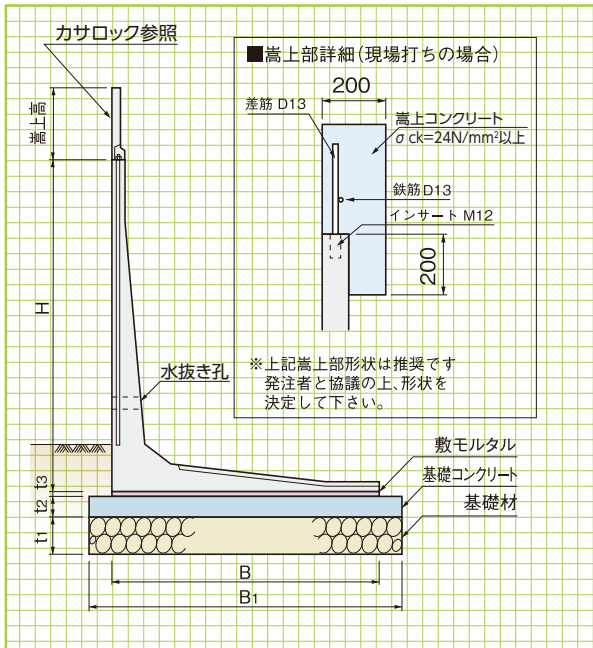 カサロック参照
嵩上高
H
水抜き孔
t3
t2
t1
敷モルタル
基礎コンクリート
基礎材
B
B1
■嵩上部詳細(現場打ちの場合)
200
差筋 D13
嵩上コンクリート
σck=24N/mm²以上
鉄筋D13
インサート M12
200
※上記嵩上部形状は推奨です
発注者と協議の上、形状を
決定して下さい。